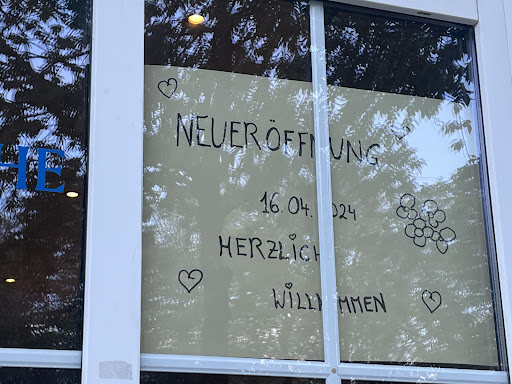 HE
NEUERÖFFNUNG
16.04.2024
HERZLICH
WILLKOMMEN